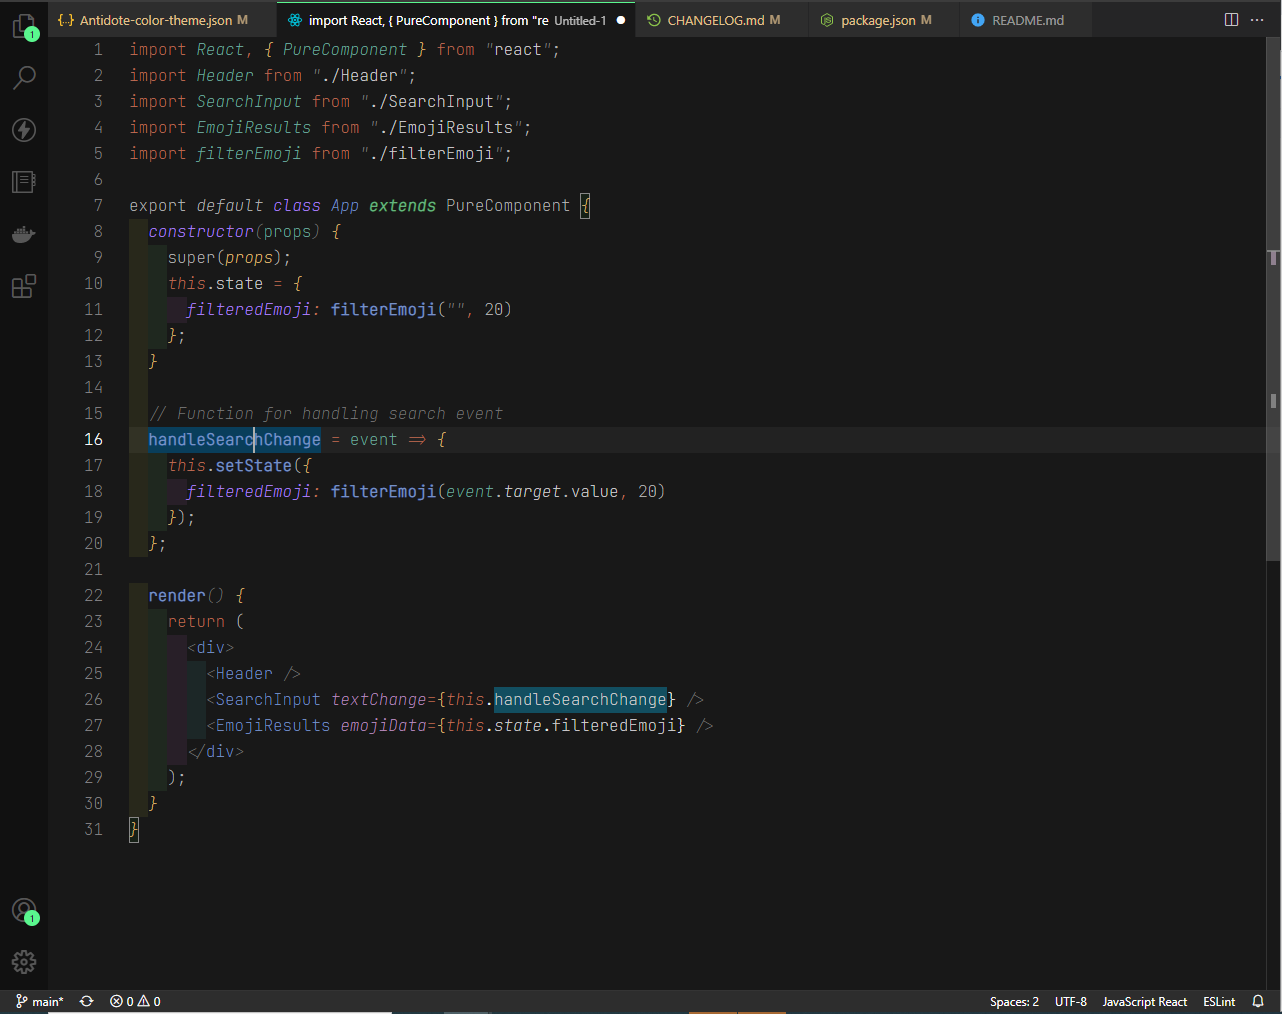 {..} Antidote-color-theme.json M
import React, { PureComponent } from "re Untitled-1
CHANGELOG.md M
package.json M
README.md
1
1 import React, { PureComponent } from "react";
2 import Header from "./Header";
3 import SearchInput from "./SearchInput";
4 import EmojiResults from "./EmojiResults";
5 import filterEmoji from "./filterEmoji";
6
7 export default class App extends PureComponent {
8 constructor(props) {
9 super(props);
10 this.state = {
11 filteredEmoji: filterEmoji("", 20)
12 };
13 }
14
15 // Function for handling search event
16 handleSearchChange = event => {
17 this.setState({
18 filteredEmoji: filterEmoji(event.target.value, 20)
19 });
20 };
21
22 render() {
23 return (
24 <div>
25 <Header />
26 <SearchInput textChange={this.handleSearchChange} />
27 <EmojiResults emojiData={this.state.filteredEmoji} />
28 </div>
29 );
30 }
31 }
1
main* 0 0 Spaces: 2 UTF-8 JavaScript React ESLint